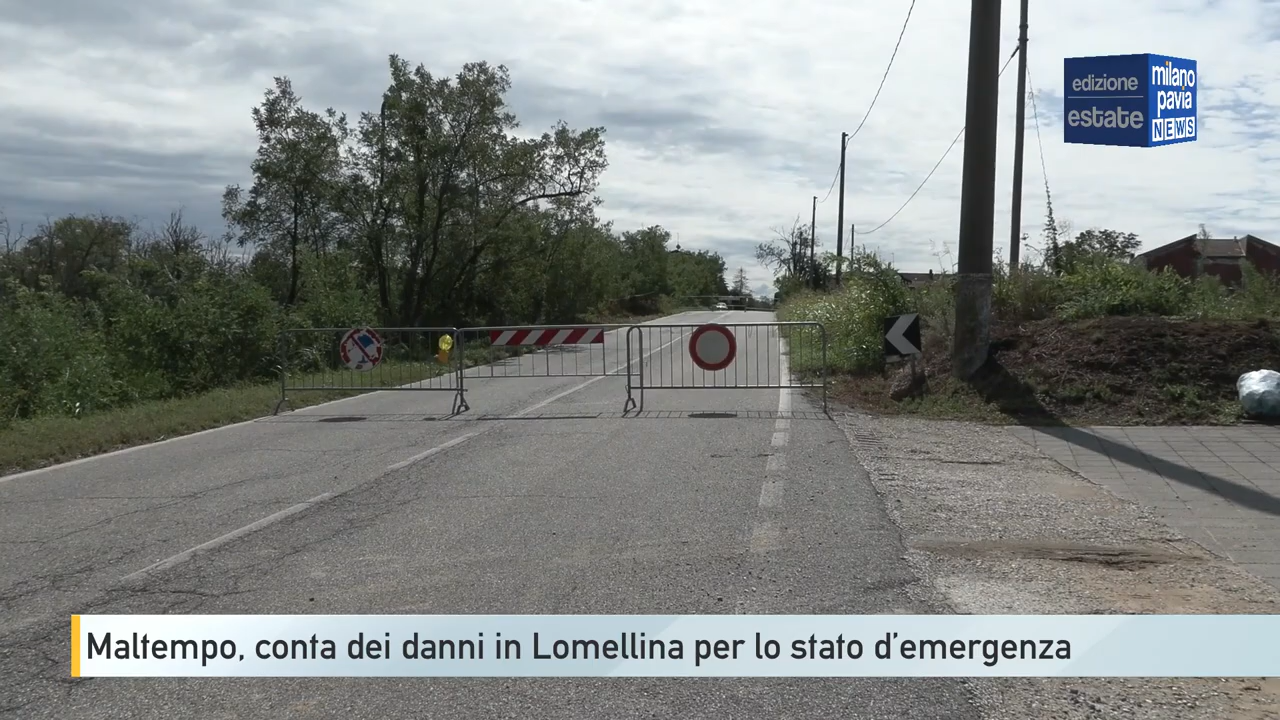 edizione
estate
milano
pavia
NEWS
Maltempo, conta dei danni in Lomellina per lo stato d’emergenza